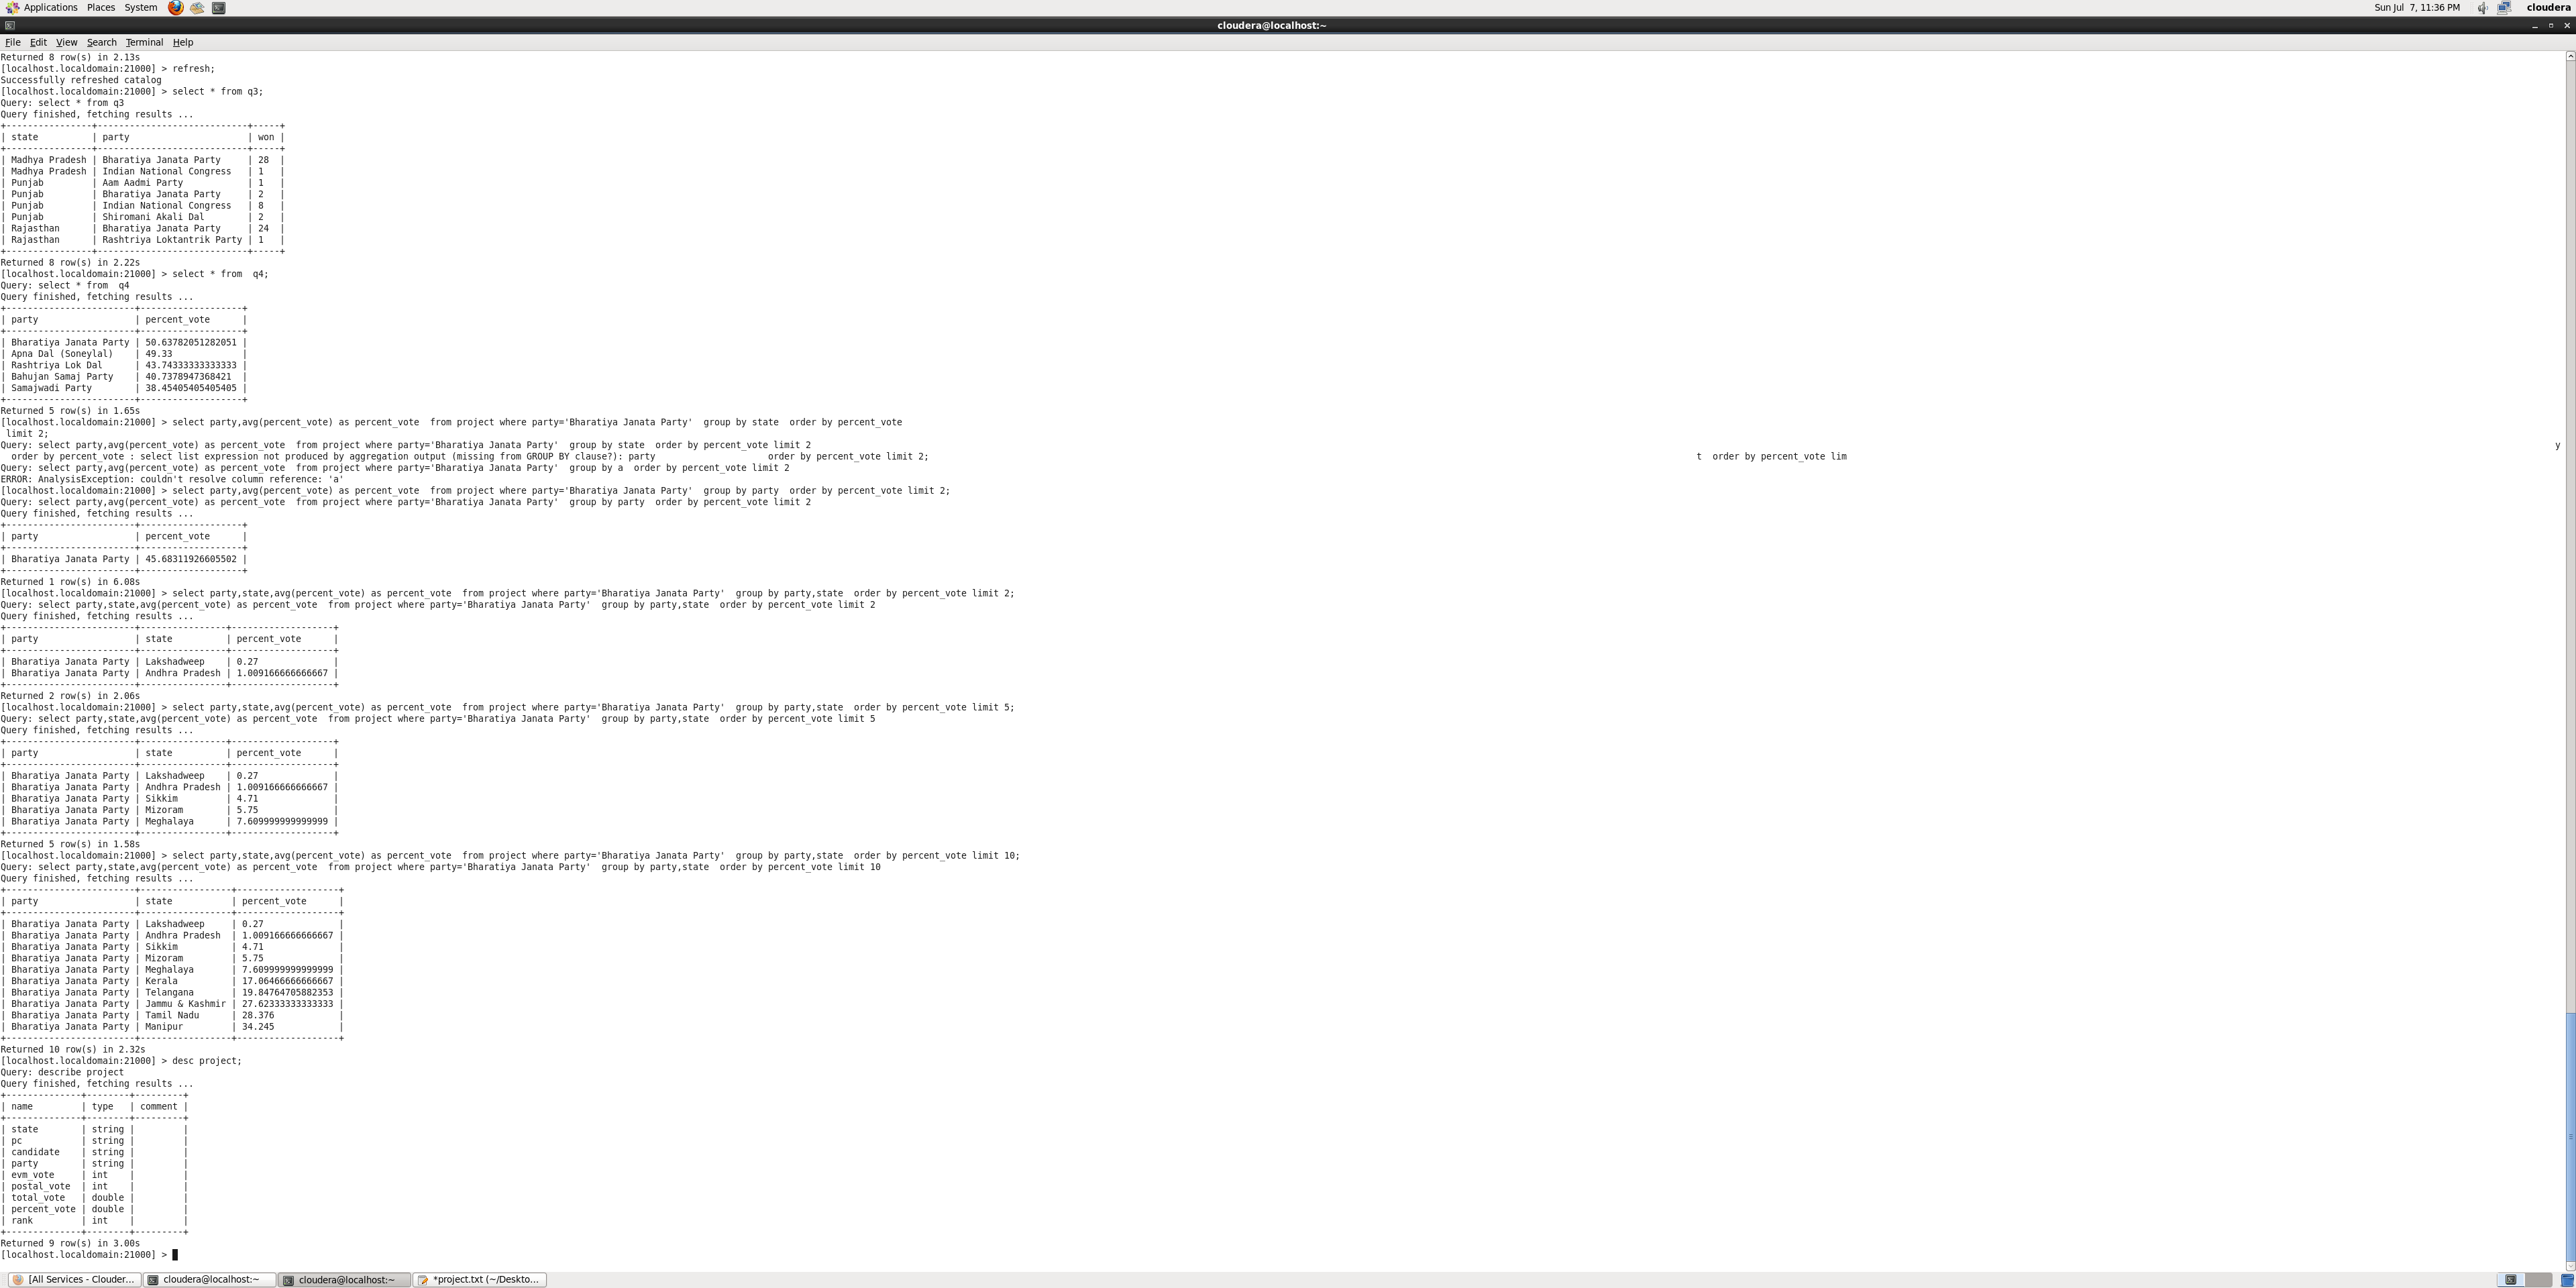 Applications Places System Sun Jul 7, 11:36 PM cloudera
cloudera@localhost:~
File Edit View Search Terminal Help
Returned 8 row(s) in 2.13s
[localhost.localdomain:21000] > refresh;
Successfully refreshed catalog
[localhost.localdomain:21000] > select * from q3;
Query: select * from q3
Query finished, fetching results ...
+----------------+----------------------------+-----+
| state          | party                      | won |
+----------------+----------------------------+-----+
| Madhya Pradesh | Bharatiya Janata Party     | 28  |
| Madhya Pradesh | Indian National Congress   | 1   |
| Punjab         | Aam Aadmi Party            | 1   |
| Punjab         | Bharatiya Janata Party     | 2   |
| Punjab         | Indian National Congress   | 8   |
| Punjab         | Shiromani Akali Dal        | 2   |
| Rajasthan      | Bharatiya Janata Party     | 24  |
| Rajasthan      | Rashtriya Loktantrik Party | 1   |
+----------------+----------------------------+-----+
Returned 8 row(s) in 2.22s
[localhost.localdomain:21000] > select * from  q4;
Query: select * from  q4
Query finished, fetching results ...
+------------------------+-------------------+
| party                  | percent_vote      |
+------------------------+-------------------+
| Bharatiya Janata Party | 50.63782051282051 |
| Apna Dal (Soneylal)    | 49.33             |
| Rashtriya Lok Dal      | 43.74333333333333 |
| Bahujan Samaj Party    | 40.7378947368421  |
| Samajwadi Party        | 38.45405405405405 |
+------------------------+-------------------+
Returned 5 row(s) in 1.65s
[localhost.localdomain:21000] > select party,avg(percent_vote) as percent_vote  from project where party='Bharatiya Janata Party'  group by state  order by percent_vote
 limit 2;
Query: select party,avg(percent_vote) as percent_vote  from project where party='Bharatiya Janata Party'  group by state  order by percent_vote limit 2 y
  order by percent_vote : select list expression not produced by aggregation output (missing from GROUP BY clause?): party                     order by percent_vote limit 2; t  order by percent_vote lim
Query: select party,avg(percent_vote) as percent_vote  from project where party='Bharatiya Janata Party'  group by a  order by percent_vote limit 2
ERROR: AnalysisException: couldn't resolve column reference: 'a'
[localhost.localdomain:21000] > select party,avg(percent_vote) as percent_vote  from project where party='Bharatiya Janata Party'  group by party  order by percent_vote limit 2;
Query: select party,avg(percent_vote) as percent_vote  from project where party='Bharatiya Janata Party'  group by party  order by percent_vote limit 2
Query finished, fetching results ...
+------------------------+-------------------+
| party                  | percent_vote      |
+------------------------+-------------------+
| Bharatiya Janata Party | 45.68311926605502 |
+------------------------+-------------------+
Returned 1 row(s) in 6.08s
[localhost.localdomain:21000] > select party,state,avg(percent_vote) as percent_vote  from project where party='Bharatiya Janata Party'  group by party,state  order by percent_vote limit 2;
Query: select party,state,avg(percent_vote) as percent_vote  from project where party='Bharatiya Janata Party'  group by party,state  order by percent_vote limit 2
Query finished, fetching results ...
+------------------------+----------------+-------------------+
| party                  | state          | percent_vote      |
+------------------------+----------------+-------------------+
| Bharatiya Janata Party | Lakshadweep    | 0.27              |
| Bharatiya Janata Party | Andhra Pradesh | 1.009166666666667 |
+------------------------+----------------+-------------------+
Returned 2 row(s) in 2.06s
[localhost.localdomain:21000] > select party,state,avg(percent_vote) as percent_vote  from project where party='Bharatiya Janata Party'  group by party,state  order by percent_vote limit 5;
Query: select party,state,avg(percent_vote) as percent_vote  from project where party='Bharatiya Janata Party'  group by party,state  order by percent_vote limit 5
Query finished, fetching results ...
+------------------------+----------------+-------------------+
| party                  | state          | percent_vote      |
+------------------------+----------------+-------------------+
| Bharatiya Janata Party | Lakshadweep    | 0.27              |
| Bharatiya Janata Party | Andhra Pradesh | 1.009166666666667 |
| Bharatiya Janata Party | Sikkim         | 4.71              |
| Bharatiya Janata Party | Mizoram        | 5.75              |
| Bharatiya Janata Party | Meghalaya      | 7.609999999999999 |
+------------------------+----------------+-------------------+
Returned 5 row(s) in 1.58s
[localhost.localdomain:21000] > select party,state,avg(percent_vote) as percent_vote  from project where party='Bharatiya Janata Party'  group by party,state  order by percent_vote limit 10;
Query: select party,state,avg(percent_vote) as percent_vote  from project where party='Bharatiya Janata Party'  group by party,state  order by percent_vote limit 10
Query finished, fetching results ...
+------------------------+-----------------+-------------------+
| party                  | state           | percent_vote      |
+------------------------+-----------------+-------------------+
| Bharatiya Janata Party | Lakshadweep     | 0.27              |
| Bharatiya Janata Party | Andhra Pradesh  | 1.009166666666667 |
| Bharatiya Janata Party | Sikkim          | 4.71              |
| Bharatiya Janata Party | Mizoram         | 5.75              |
| Bharatiya Janata Party | Meghalaya       | 7.609999999999999 |
| Bharatiya Janata Party | Kerala          | 17.06466666666667 |
| Bharatiya Janata Party | Telangana       | 19.84764705882353 |
| Bharatiya Janata Party | Jammu & Kashmir | 27.62333333333333 |
| Bharatiya Janata Party | Tamil Nadu      | 28.376            |
| Bharatiya Janata Party | Manipur         | 34.245            |
+------------------------+-----------------+-------------------+
Returned 10 row(s) in 2.32s
[localhost.localdomain:21000] > desc project;
Query: describe project
Query finished, fetching results ...
+--------------+--------+---------+
| name         | type   | comment |
+--------------+--------+---------+
| state        | string |         |
| pc           | string |         |
| candidate    | string |         |
| party        | string |         |
| evm_vote     | int    |         |
| postal_vote  | int    |         |
| total_vote   | double |         |
| percent_vote | double |         |
| rank         | int    |         |
+--------------+--------+---------+
Returned 9 row(s) in 3.00s
[localhost.localdomain:21000] >
[All Services - Clouder... cloudera@localhost:~ cloudera@localhost:~ *project.txt (~/Deskto...